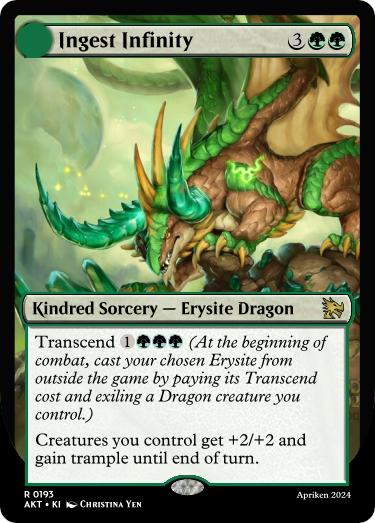 Ingest Infinity 3
Kindred Sorcery — Erysite Dragon
Transcend 1 (At the beginning of
combat, cast your chosen Erysite from
outside the game by paying its Transcend
cost and exiling a Dragon creature you
control.)
Creatures you control get +2/+2 and
gain trample until end of turn.
R 0193
AKT • KI Christina Yen
Apriken 2024